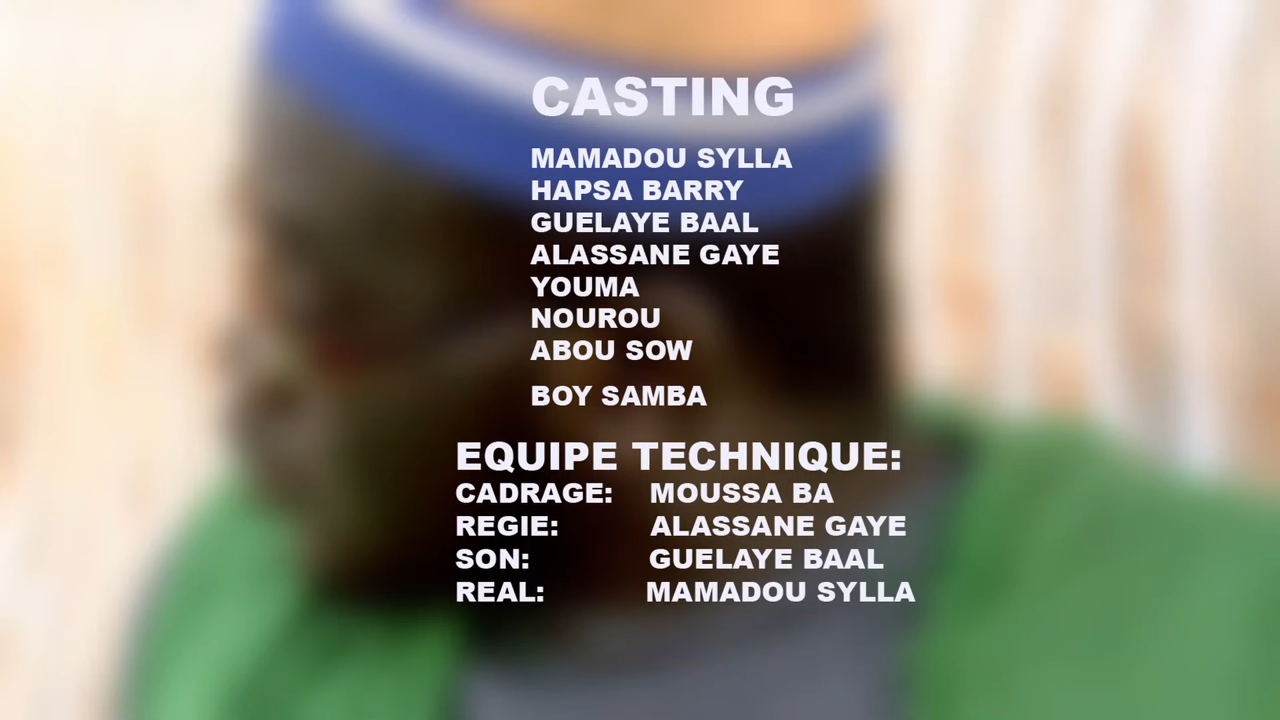 CASTING
MAMADOU SYLLA
HAPSA BARRY
GUELAYE BAAL
ALASSANE GAYE
YOUMA
NOUROU
ABOU SOW
BOY SAMBA
EQUIPE TECHNIQUE:
CADRAGE: MOUSSA BA
REGIE: ALASSANE GAYE
SON: GUELAYE BAAL
REAL: MAMADOU SYLLA